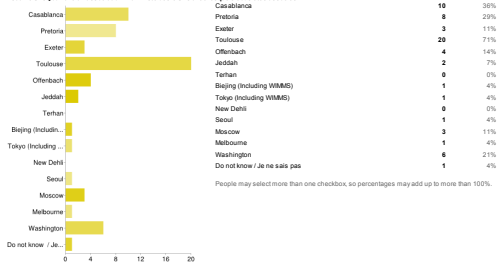 Casablanca
Pretoria
Exeter
Toulouse
Offenbach
Jeddah
Terhan
Biejing (Includin...
Tokyo (Including ...
New Dehli
Seoul
Moscow
Melbourne
Washington
Do not know / Je...
0 4 8 12 16 20
Casablanca 10 36%
Pretoria 8 29%
Exeter 3 11%
Toulouse 20 71%
Offenbach 4 14%
Jeddah 2 7%
Terhan 0 0%
Biejing (Including WIMMS) 1 4%
Tokyo (Including WIMMS) 1 4%
New Dehli 0 0%
Seoul 1 4%
Moscow 3 11%
Melbourne 1 4%
Washington 6 21%
Do not know / Je ne sais pas 1 4%
People may select more than one checkbox, so percentages may add up to more than 100%.